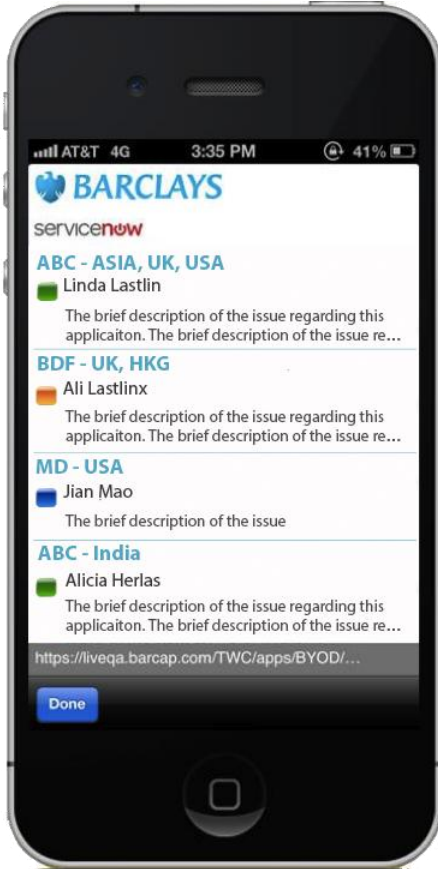 AT&T 4G 3:35 PM 41%
BARCLAYS
servicenow
ABC - ASIA, UK, USA
Linda Lastlin
The brief description of the issue regarding this
applicaiton. The brief description of the issue re...
BDF - UK, HKG
Ali Lastlinx
The brief description of the issue regarding this
applicaiton. The brief description of the issue re...
MD - USA
Jian Mao
The brief description of the issue
ABC - India
Alicia Herlas
The brief description of the issue regarding this
applicaiton. The brief description of the issue re...
https://liveqa.barcap.com/TWC/apps/BYOD/...
Done